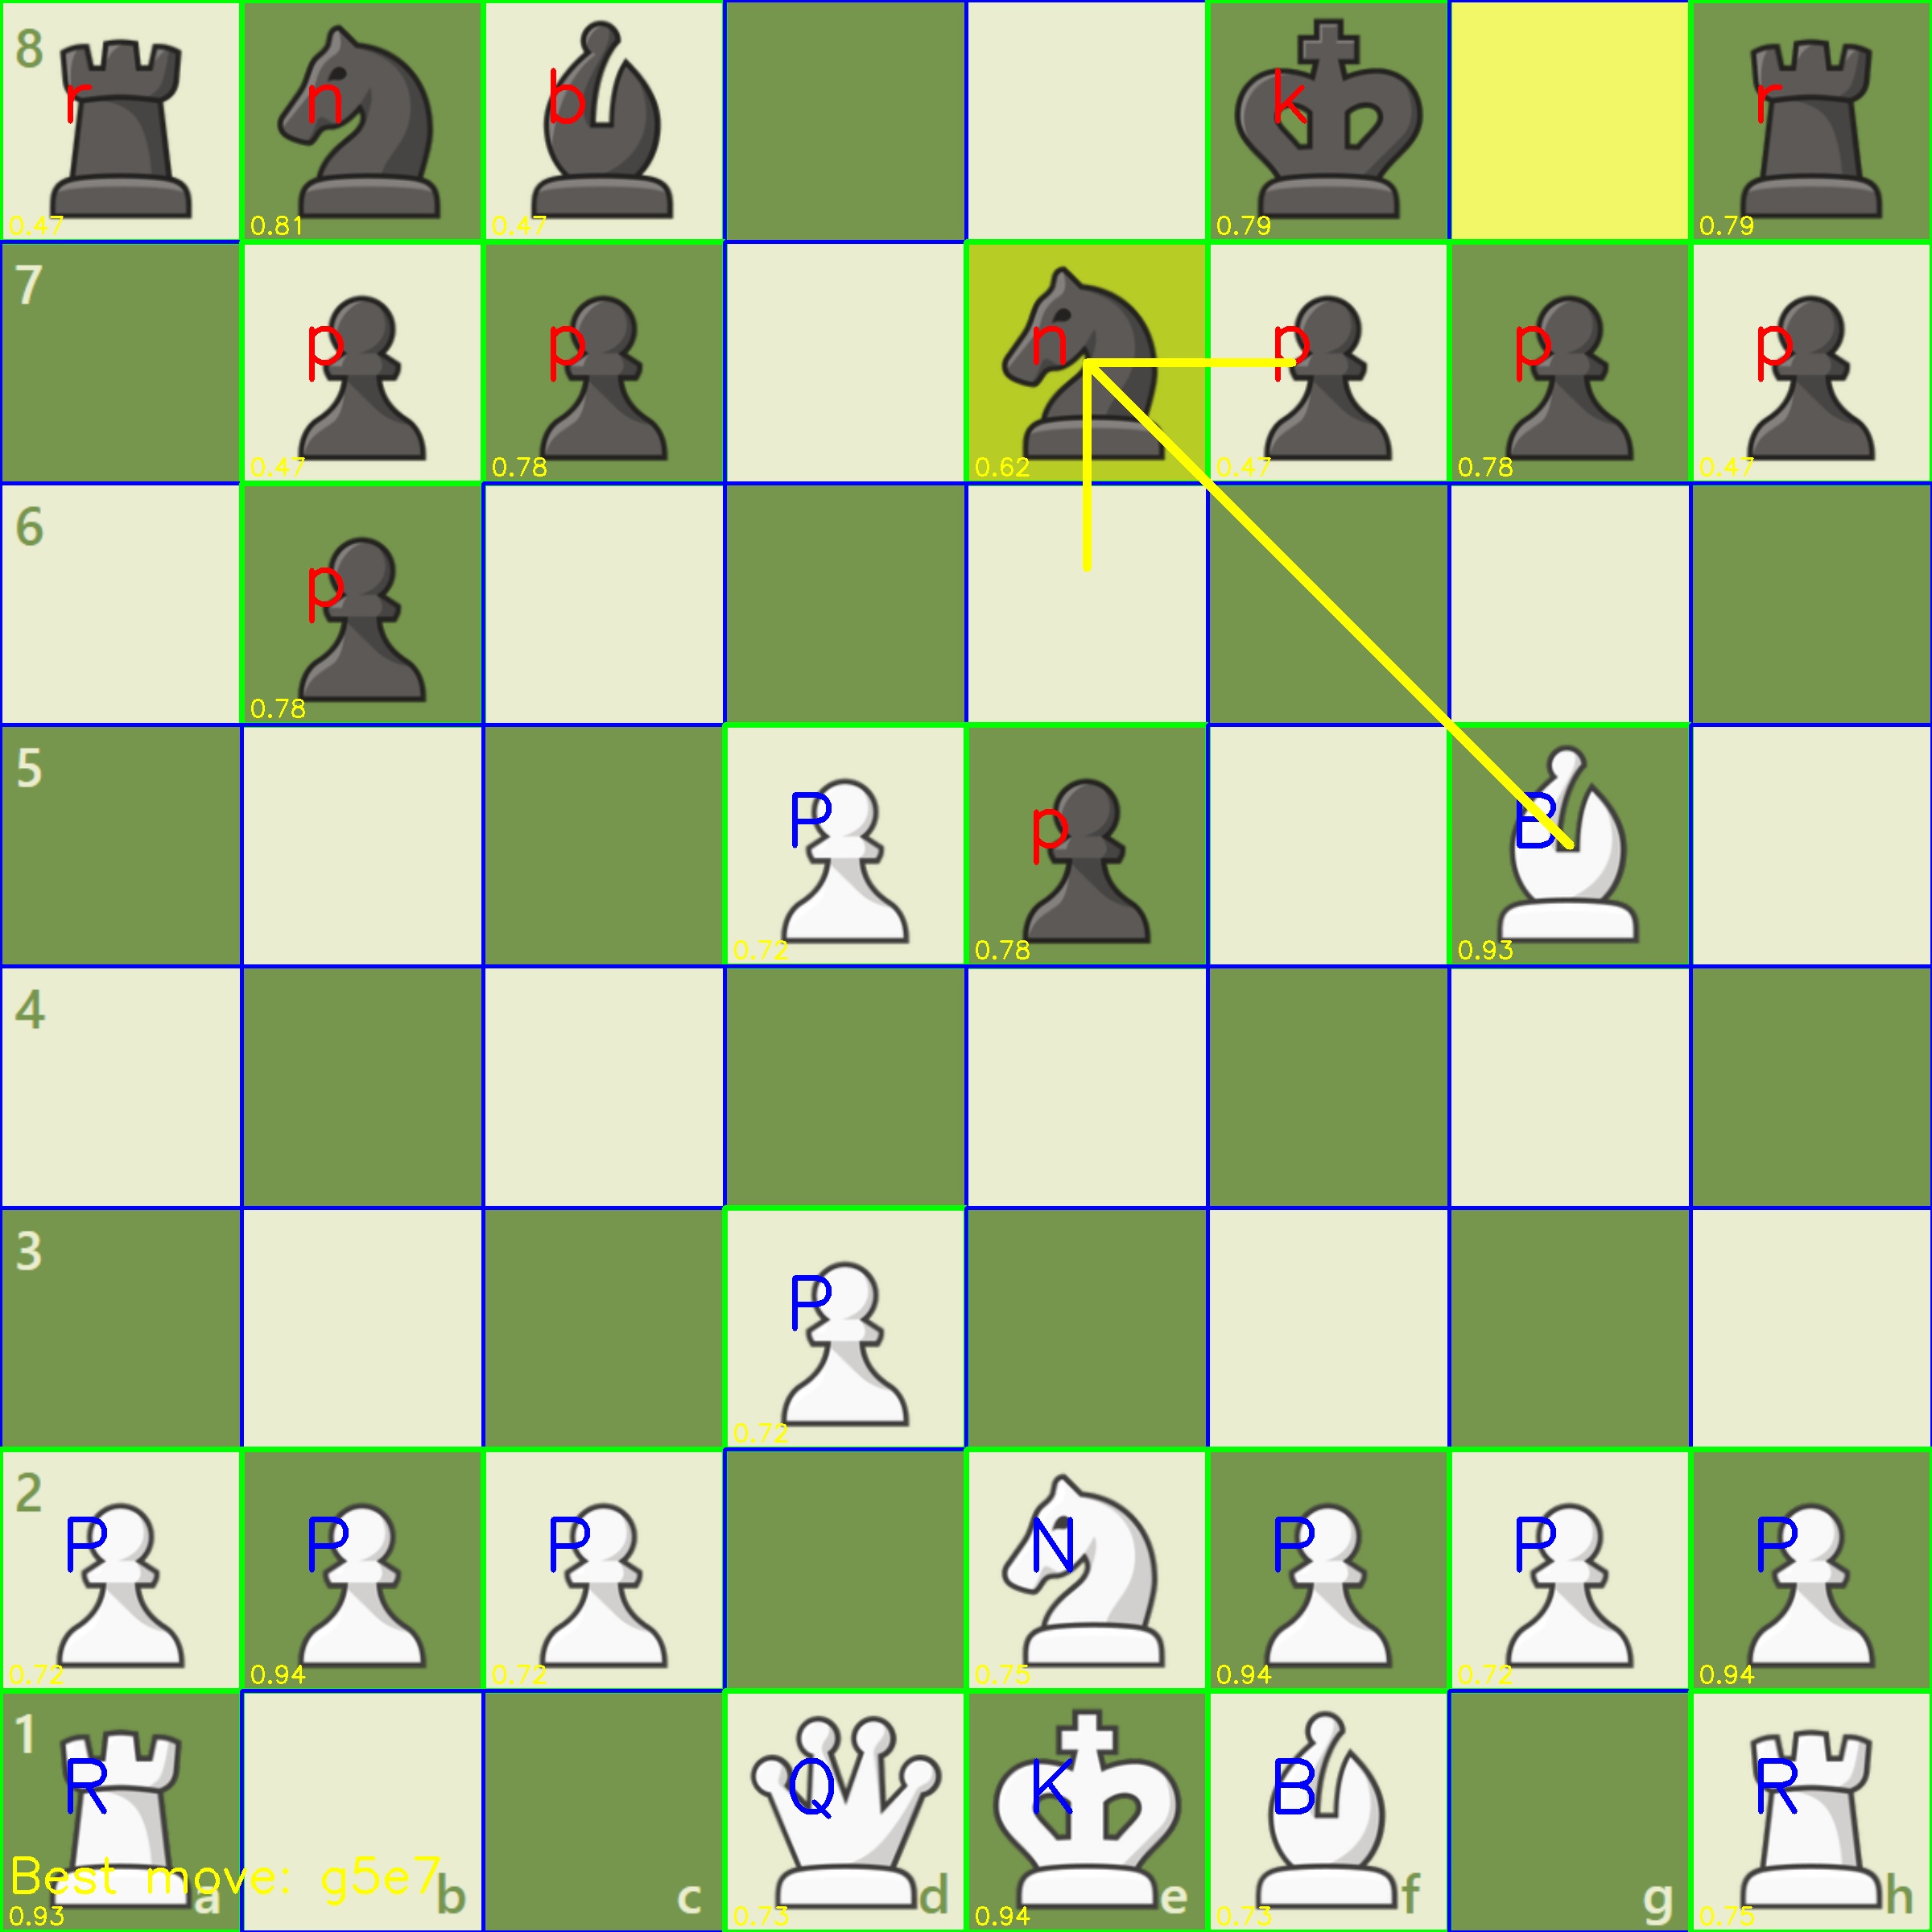 8 r n b k r
0.47 0.81 0.47 0.79 0.79
7 p p n p p p
0.47 0.78 0.62 0.47 0.78 0.47
6 p
0.78
5 P p B
0.72 0.78 0.93
4
3 P
0.72
2 P P P N P P P
0.72 0.94 0.72 0.75 0.94 0.72 0.94
1 R Q K B R
Best move: g5e7
a b c d e f g h
0.93 0.73 0.94 0.73 0.75